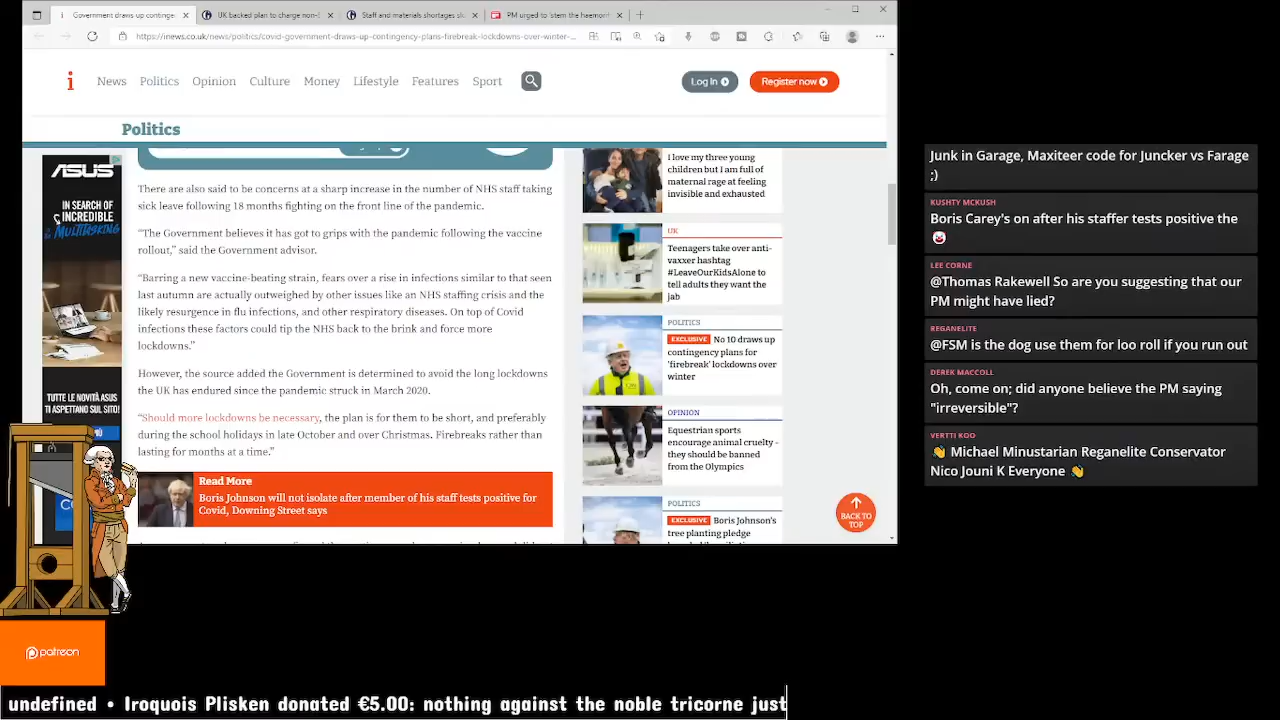 Government draws up continge
UK backed plan to charge non-E
Staff and materials shortages sl
PM urged to 'stem the haemorr
https://inews.co.uk/news/politics/covid-government-draws-up-contingency-plans-firebreak-lockdowns-over-winter-...
i
News
Politics
Opinion
Culture
Money
Lifestyle
Features
Sport
Log In
Register now
Politics
ASUS
IN SEARCH OF
INCREDIBLE
MULTITASKING
TUTTE LE NOVITÀ ASUS
TI ASPETTANO SUL SITO!
There are also said to be concerns at a sharp increase in the number of NHS staff taking
sick leave following 18 months fighting on the front line of the pandemic.
“The Government believes it has got to grips with the pandemic following the vaccine
rollout,” said the Government advisor.
“Barring a new vaccine-beating strain, fears over a rise in infections similar to that seen
last autumn are actually outweighed by other issues like an NHS staffing crisis and the
likely resurgence in flu infections, and other respiratory diseases. On top of Covid
infections these factors could tip the NHS back to the brink and force more
lockdowns.”
However, the source added the Government is determined to avoid the long lockdowns
the UK has endured since the pandemic struck in March 2020.
“Should more lockdowns be necessary, the plan is for them to be short, and preferably
during the school holidays in late October and over Christmas. Firebreaks rather than
lasting for months at a time.”
Read More
Boris Johnson will not isolate after member of his staff tests positive for
Covid, Downing Street says
I love my three young
children but I am full of
maternal rage at feeling
invisible and exhausted
UK
Teenagers take over anti-
vaxxer hashtag
#LeaveOurKidsAlone to
tell adults they want the
jab
POLITICS
EXCLUSIVE No 10 draws up
contingency plans for
'firebreak' lockdowns over
winter
OPINION
Equestrian sports
encourage animal cruelty -
they should be banned
from the Olympics
POLITICS
EXCLUSIVE Boris Johnson's
tree planting pledge
BACK TO
TOP
Junk in Garage, Maxiteer code for Juncker vs Farage
;)
KUSHTY MCKUSH
Boris Carey's on after his staffer tests positive the
🤡
LEE CORNE
@Thomas Rakewell So are you suggesting that our
PM might have lied?
REGANELITE
@FSM is the dog use them for loo roll if you run out
DEREK MACCOLL
Oh, come on; did anyone believe the PM saying
"irreversible"?
VERTTI KOO
👏 Michael Minustarian Reganelite Conservator
Nico Jouni K Everyone 👏
patreon
undefined • Iroquois Plisken donated €5.00: nothing against the noble tricorne just